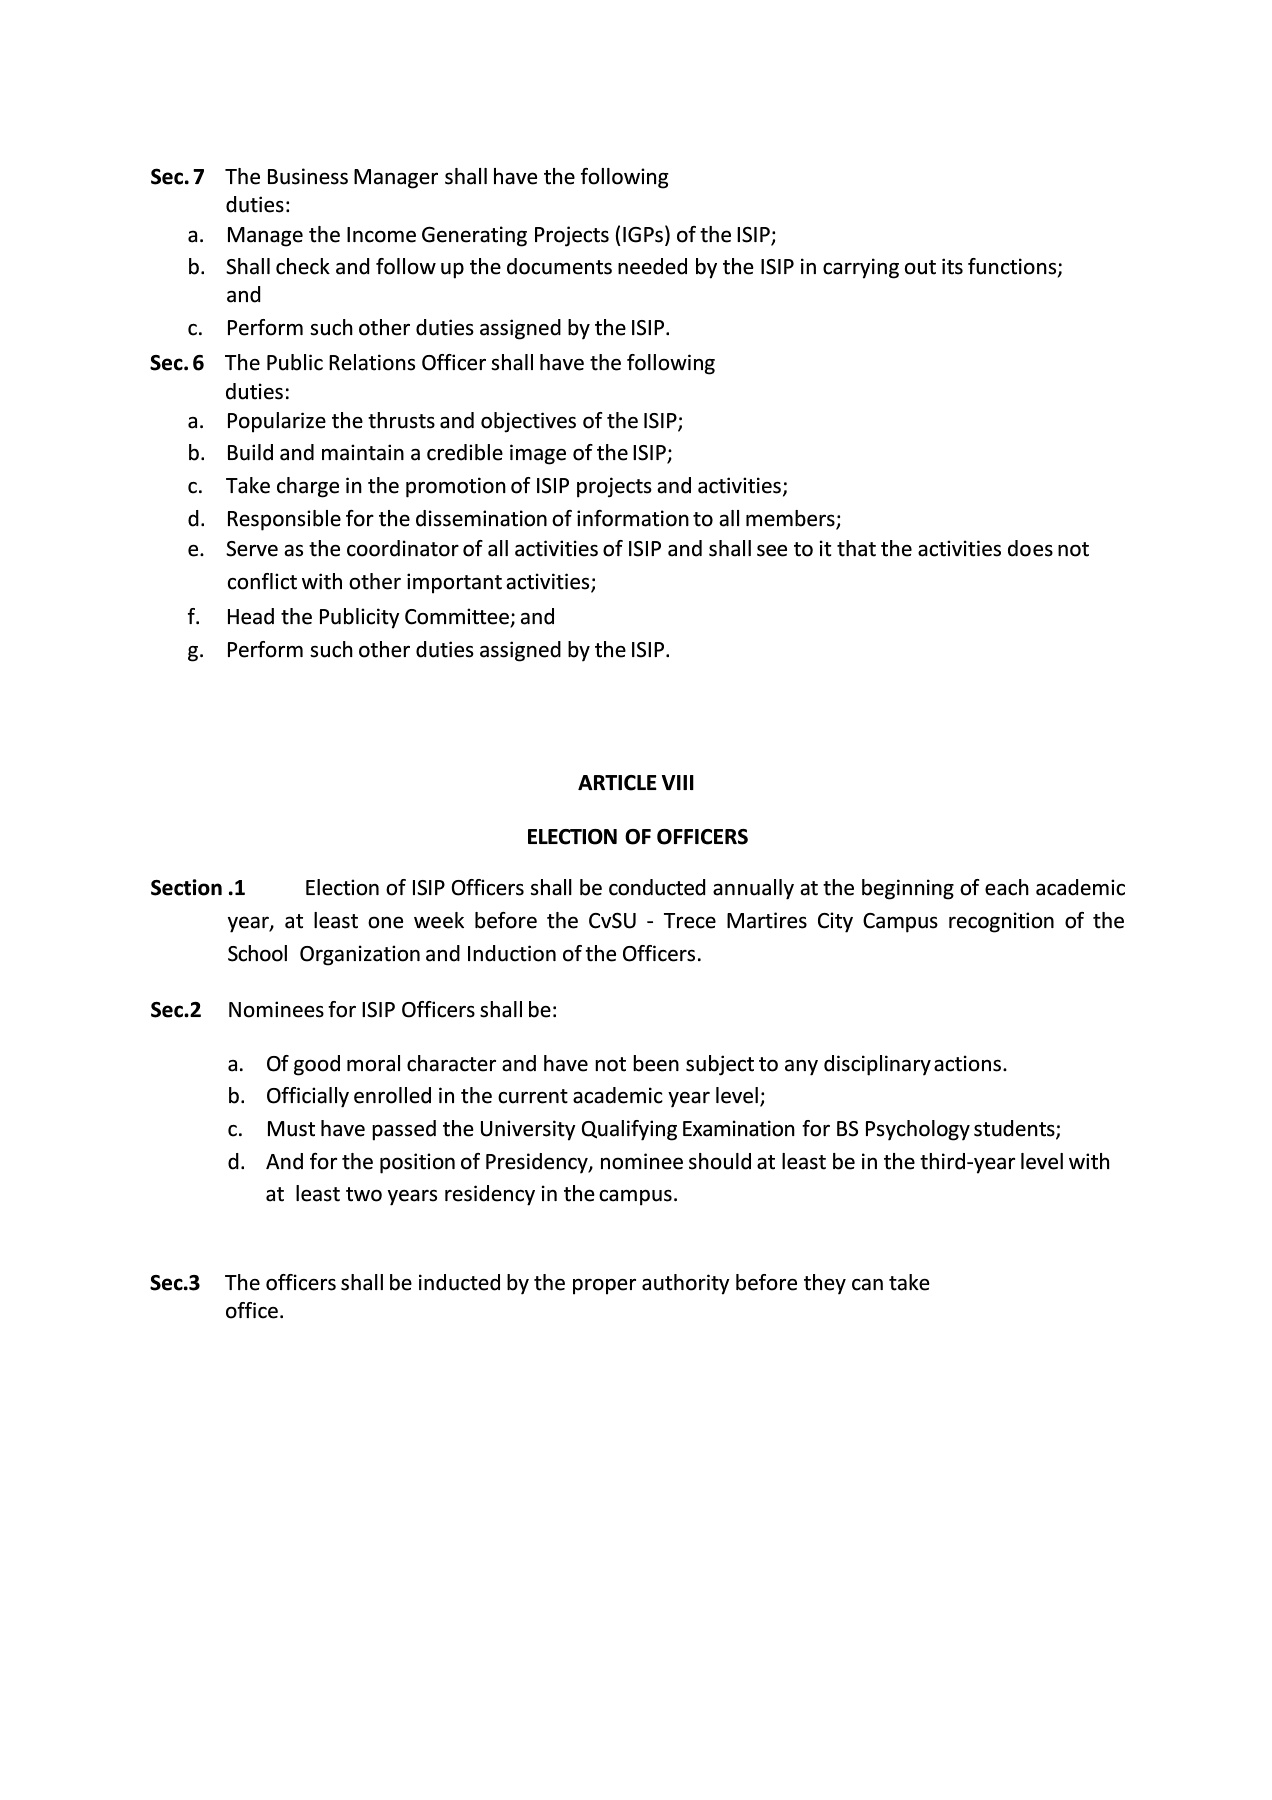 Sec. 7 The Business Manager shall have the following
duties:
a. Manage the Income Generating Projects (IGPs) of the ISIP;
b. Shall check and follow up the documents needed by the ISIP in carrying out its functions;
and
c. Perform such other duties assigned by the ISIP.
Sec. 6 The Public Relations Officer shall have the following
duties:
a. Popularize the thrusts and objectives of the ISIP;
b. Build and maintain a credible image of the ISIP;
c. Take charge in the promotion of ISIP projects and activities;
d. Responsible for the dissemination of information to all members;
e. Serve as the coordinator of all activities of ISIP and shall see to it that the activities does not
conflict with other important activities;
f. Head the Publicity Committee; and
g. Perform such other duties assigned by the ISIP.
ARTICLE VIII
ELECTION OF OFFICERS
Section .1 Election of ISIP Officers shall be conducted annually at the beginning of each academic
year, at least one week before the CvSU - Trece Martires City Campus recognition of the
School Organization and Induction of the Officers.
Sec.2 Nominees for ISIP Officers shall be:
a. Of good moral character and have not been subject to any disciplinary actions.
b. Officially enrolled in the current academic year level;
c. Must have passed the University Qualifying Examination for BS Psychology students;
d. And for the position of Presidency, nominee should at least be in the third-year level with
at least two years residency in the campus.
Sec.3 The officers shall be inducted by the proper authority before they can take
office.